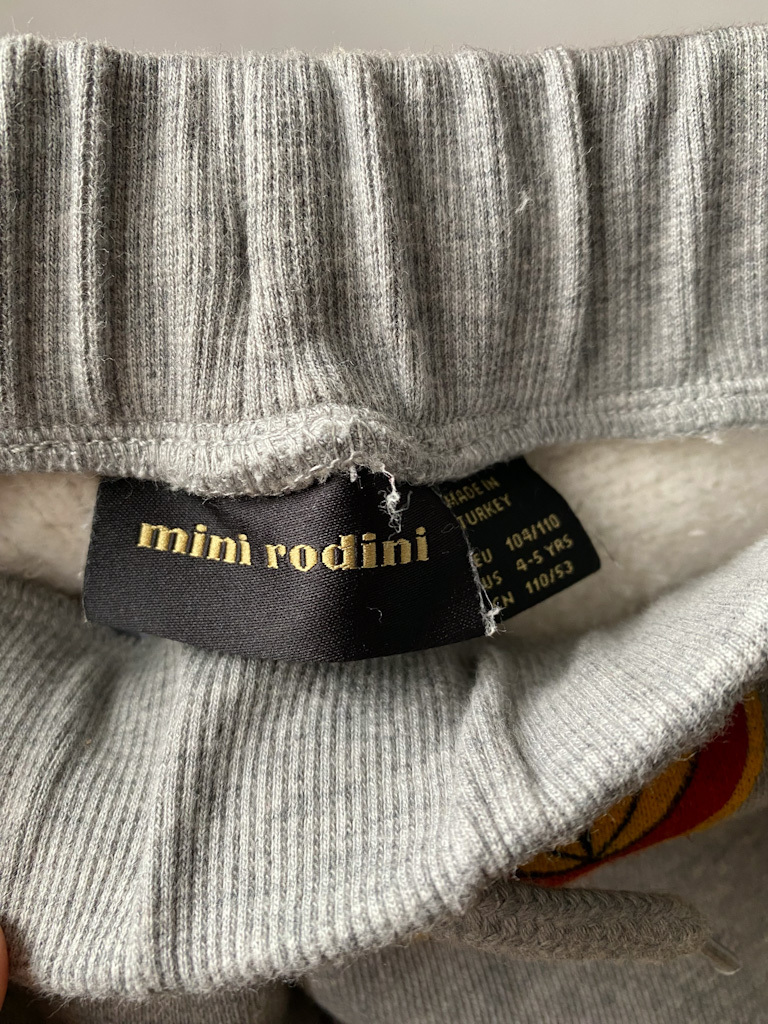 mini rodini
MADE IN
TURKEY
EU 104/110
US 4-5 YRS
CN 110/53